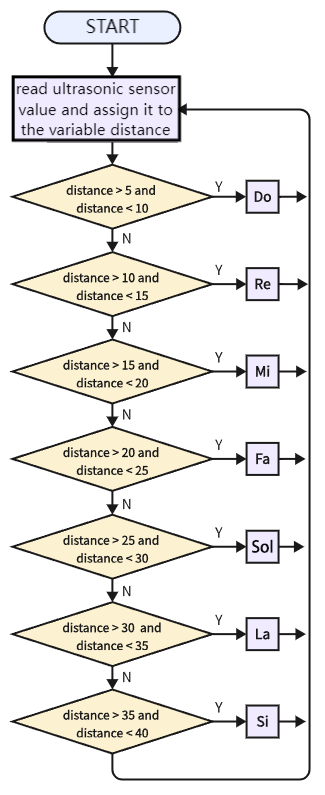 START
read ultrasonic sensor
value and assign it to
the variable distance
distance > 5 and
distance < 10
Y
Do
N
distance > 10 and
distance < 15
Y
Re
N
distance > 15 and
distance < 20
Y
Mi
N
distance > 20 and
distance < 25
Y
Fa
N
distance > 25 and
distance < 30
Y
Sol
N
distance > 30 and
distance < 35
Y
La
N
distance > 35 and
distance < 40
Y
Si